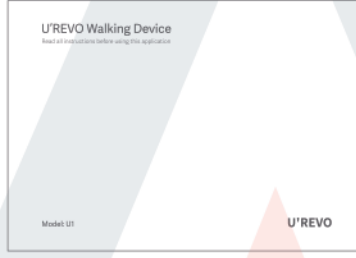 U'REVO Walking Device
Read all instructions before using this application
Model: U1
U'REVO